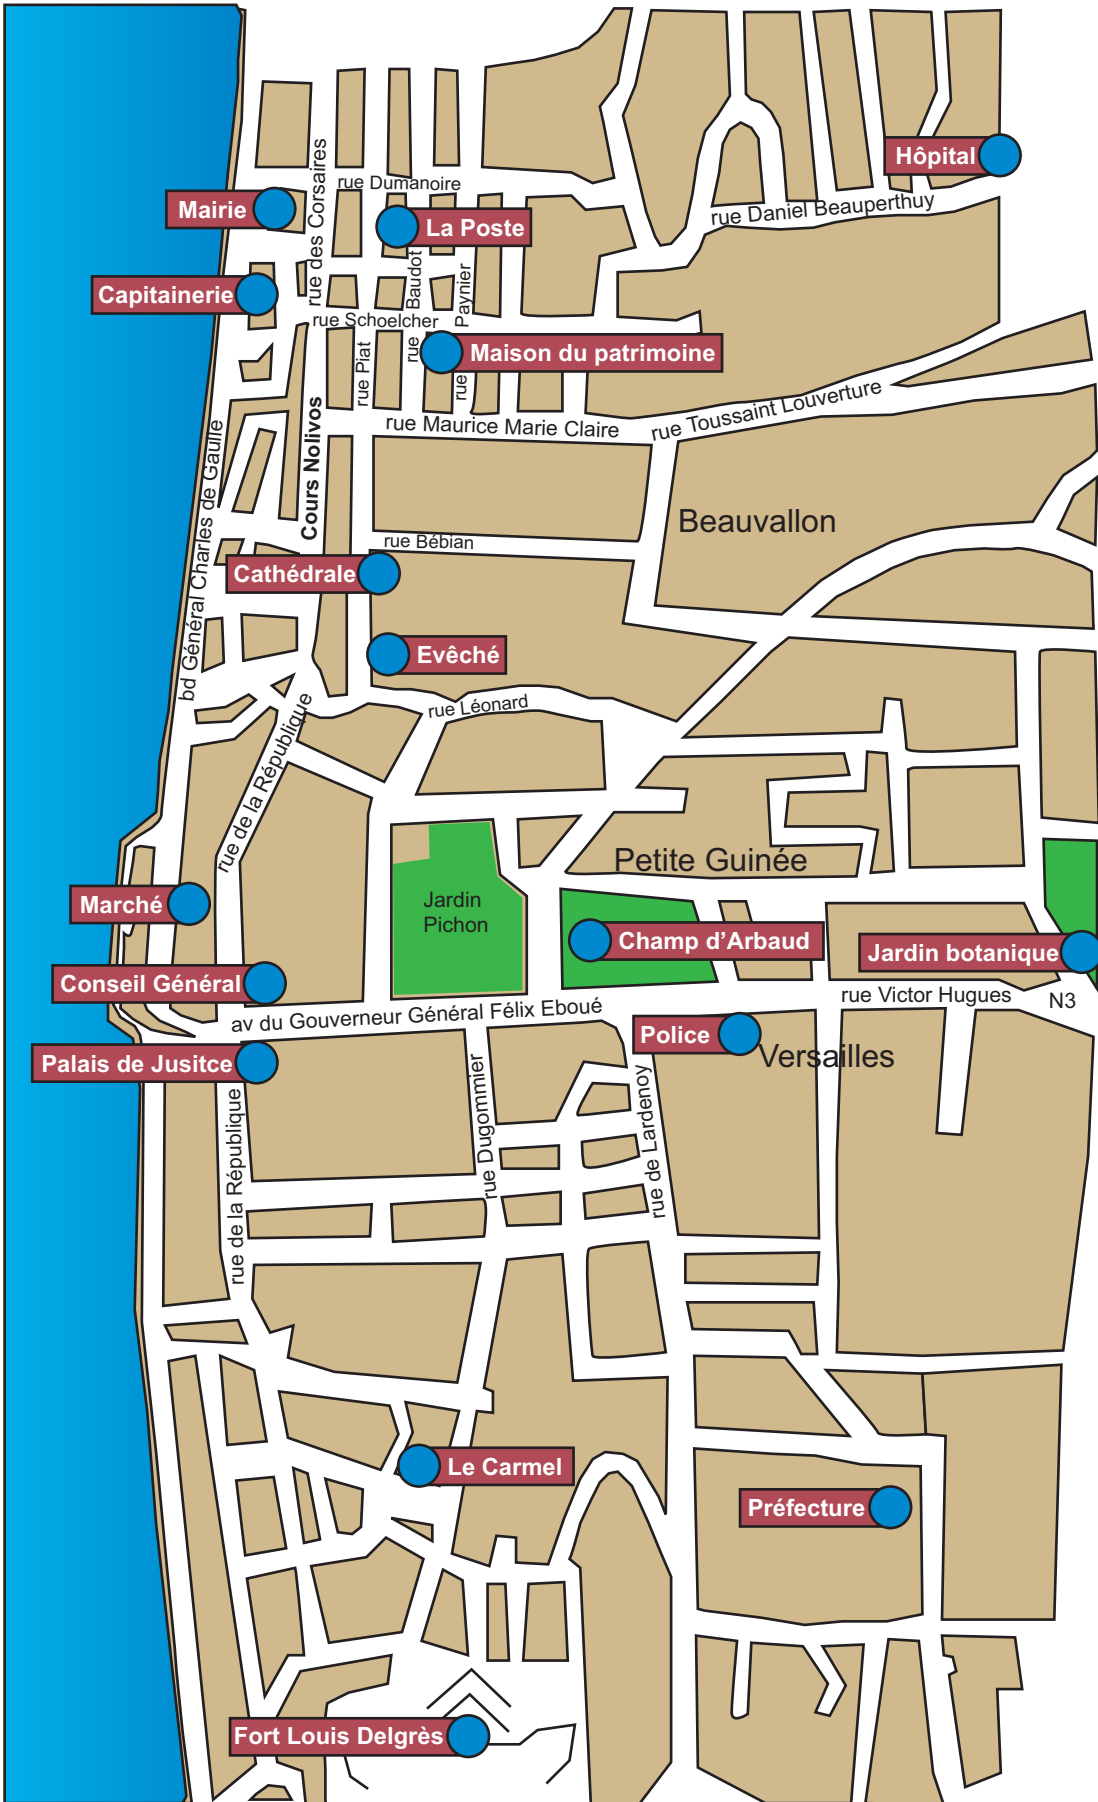 Hôpital
rue Dumanoire
Mairie
La Poste
rue Daniel Beauperthuy
rue des Corsaires
Capitainerie
rue Baudot
rue Paynier
rue Schoelcher
Maison du patrimoine
rue Piat
rue Toussaint Louverture
Cours Nolivos
rue Maurice Marie Claire
bd Général Charles de Gaulle
Beauvallon
rue Bébian
Cathédrale
Evêché
rue Léonard
rue de la République
Petite Guinée
Jardin
Pichon
Marché
Champ d'Arbaud
Jardin botanique
Conseil Général
rue Victor Hugues
N3
av du Gouverneur Général Félix Eboué
Police
Versailles
Palais de Jusitce
rue Dugommier
rue de Lardenoy
rue de la République
Le Carmel
Préfecture
Fort Louis Delgrès